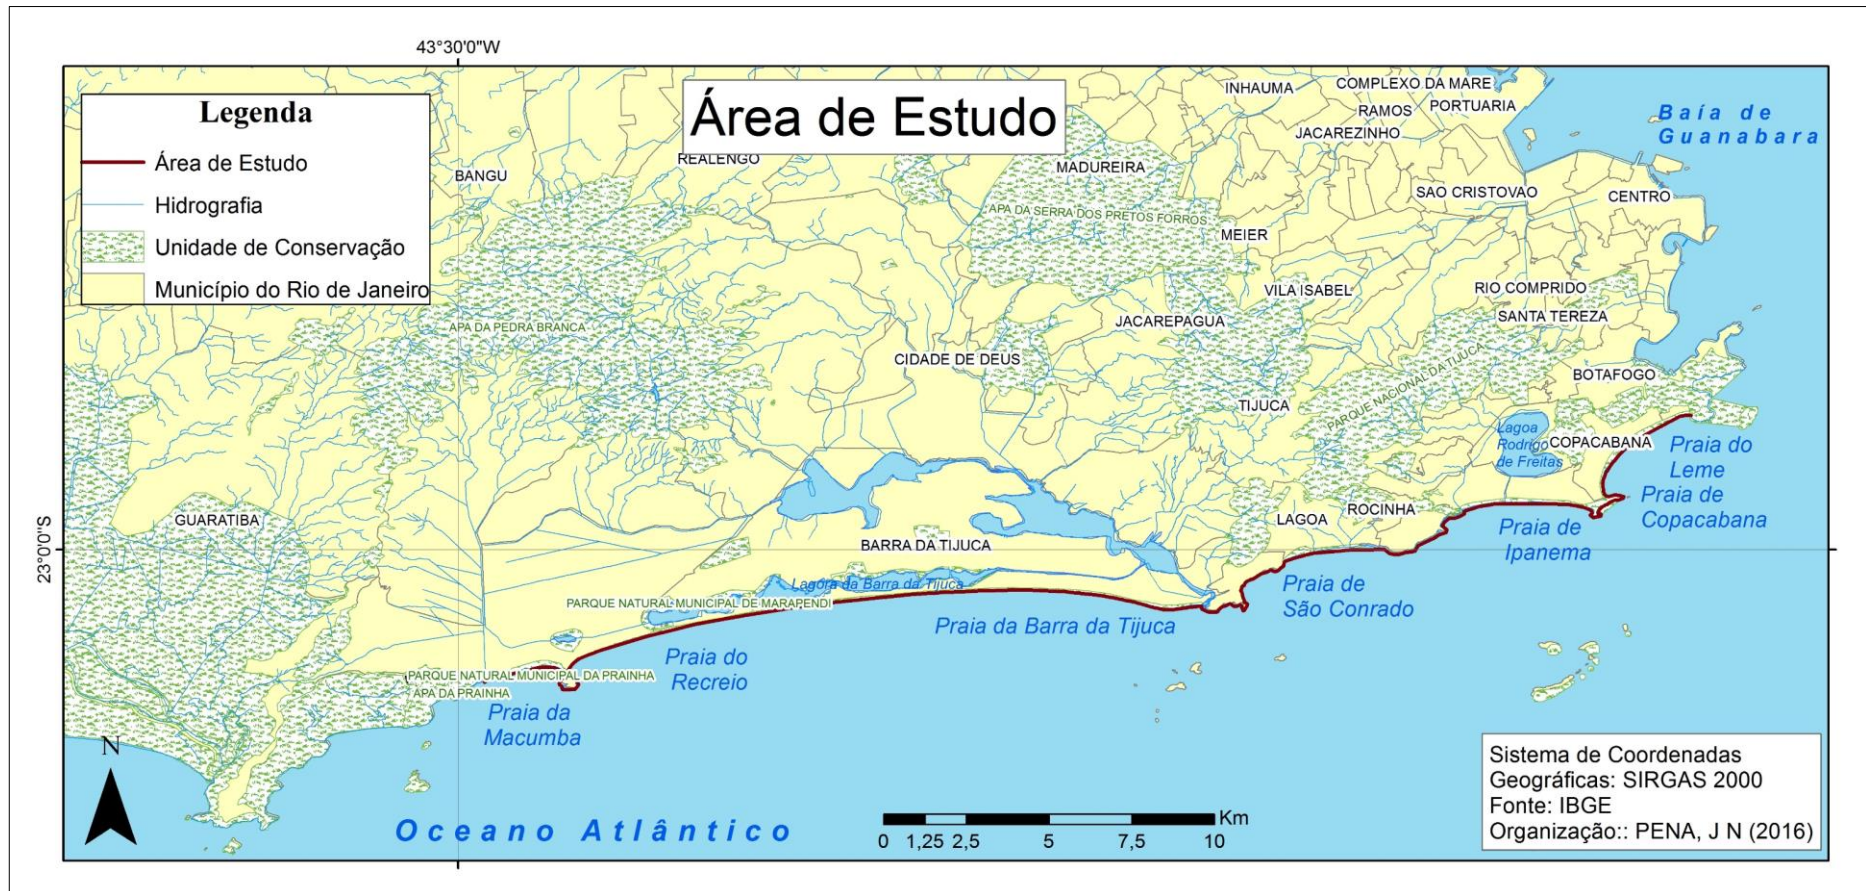 43°30'0"W
Legenda
Área de Estudo
Hidrografia
Unidade de Conservação
Município do Rio de Janeiro
Área de Estudo
INHAUMA
COMPLEXO DA MARE
RAMOS
PORTUARIA
JACAREZINHO
Baía de
Guanabara
REALENGO
BANGU
MADUREIRA
SAO CRISTOVAO
CENTRO
APA DA SERRA DOS PRETOS FORROS
MEIER
VILA ISABEL
RIO COMPRIDO
SANTA TEREZA
APA DA PEDRA BRANCA
JACAREPAGUA
CIDADE DE DEUS
PARQUE NACIONAL DA TIJUCA
BOTAFOGO
TIJUCA
Lagoa
Rodrigo
de Freitas
COPACABANA
Praia do
Leme
Praia de
Copacabana
GUARATIBA
LAGOA
ROCINHA
Praia de
Ipanema
23°0'0"S
BARRA DA TIJUCA
Lagora da Barra da Tijuca
PARQUE NATURAL MUNICIPAL DE MARAPENDI
Praia de
São Conrado
Praia da Barra da Tijuca
Praia do
Recreio
PARQUE NATURAL MUNICIPAL DA PRAINHA
APA DA PRAINHA
Praia da
Macumba
N
Oceano Atlântico
Km
0 1,25 2,5 5 7,5 10
Sistema de Coordenadas
Geográficas: SIRGAS 2000
Fonte: IBGE
Organização:: PENA, J N (2016)